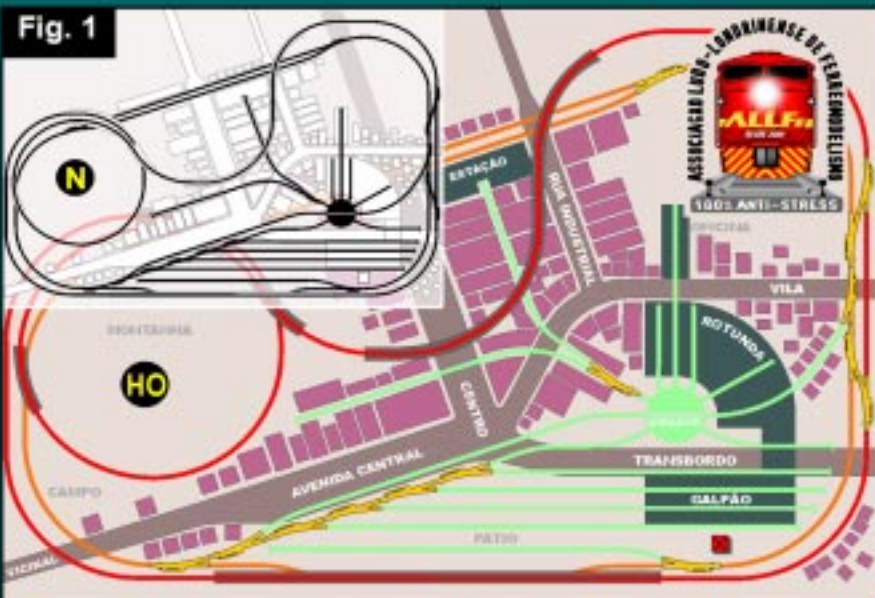 Fig. 1
N
ASSOCIAÇÃO LUSO-LONDRINENSE DE FERREOMODELISMO
ALLF
100% ANTI-STRESS
ESTAÇÃO
RUA INDUSTRIAL
OFICINA
VILA
MONTANHA
ROTUNDA
HO
CENTRO
TRANSBORDO
AVENIDA CENTRAL
CAMPO
GALPÃO
PÁTIO
VICINAL